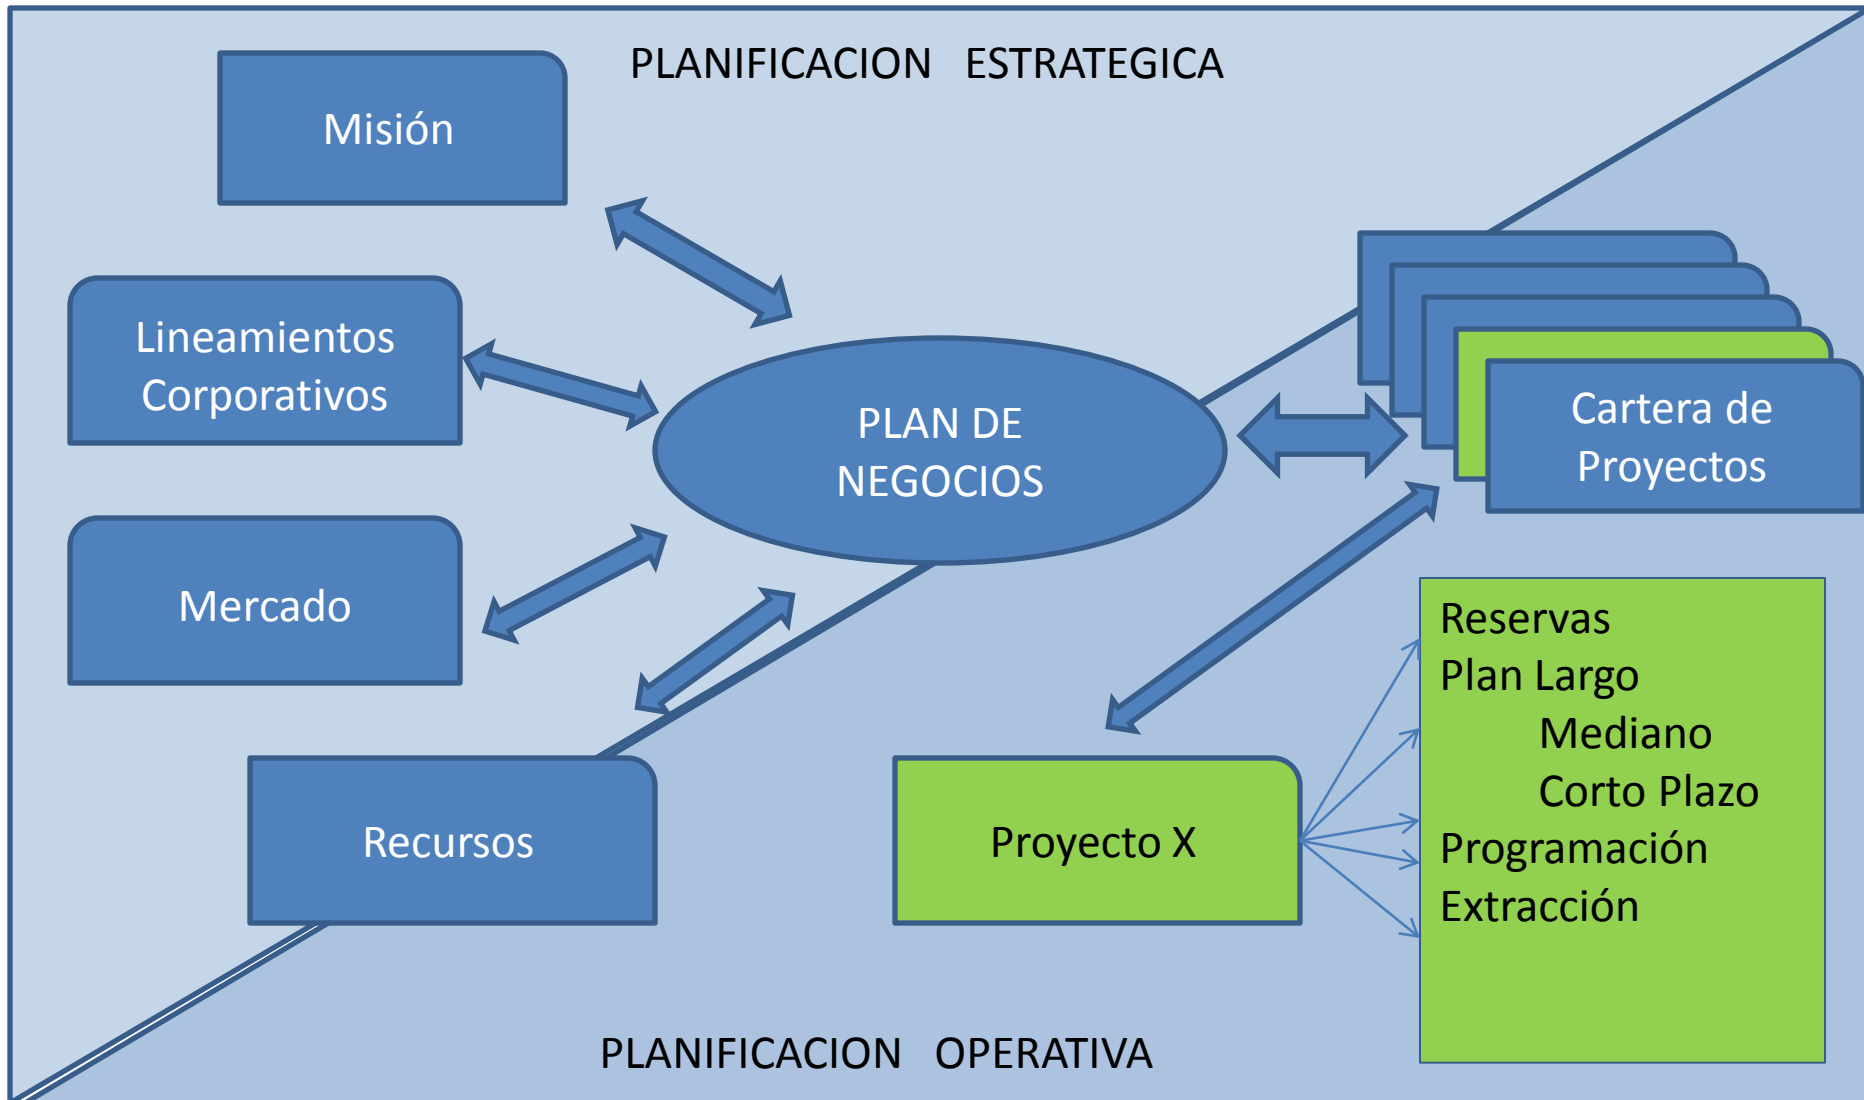 PLANIFICACION ESTRATEGICA
Misión
Lineamientos
Corporativos
PLAN DE
NEGOCIOS
Cartera de
Proyectos
Mercado
Reservas
Plan Largo
Mediano
Corto Plazo
Programación
Extracción
Recursos
Proyecto X
PLANIFICACION OPERATIVA